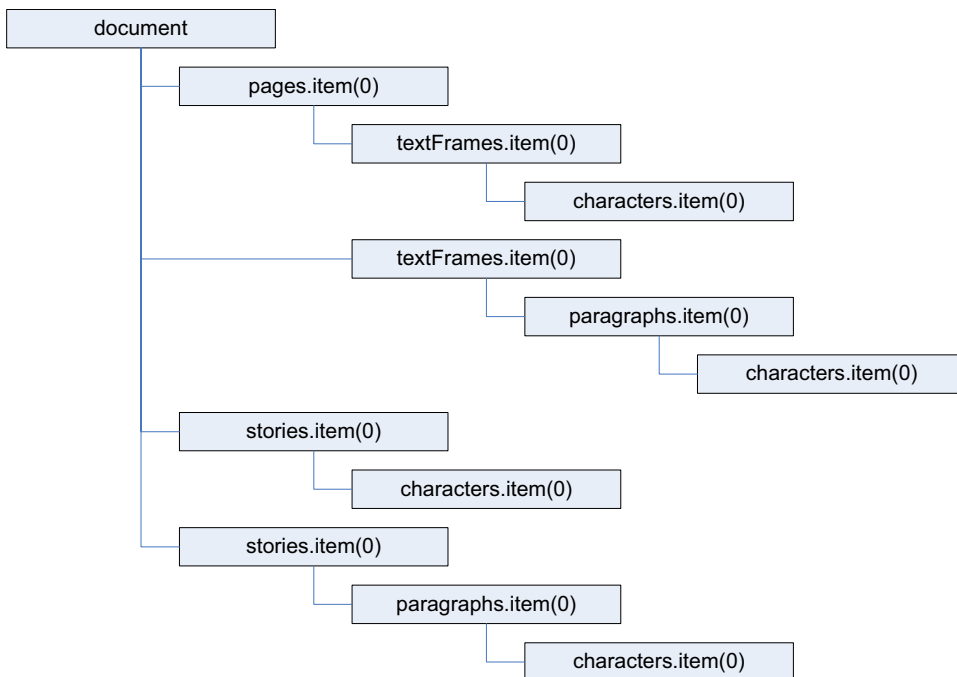 document
pages.item(0)
textFrames.item(0)
characters.item(0)
textFrames.item(0)
paragraphs.item(0)
characters.item(0)
stories.item(0)
characters.item(0)
stories.item(0)
paragraphs.item(0)
characters.item(0)